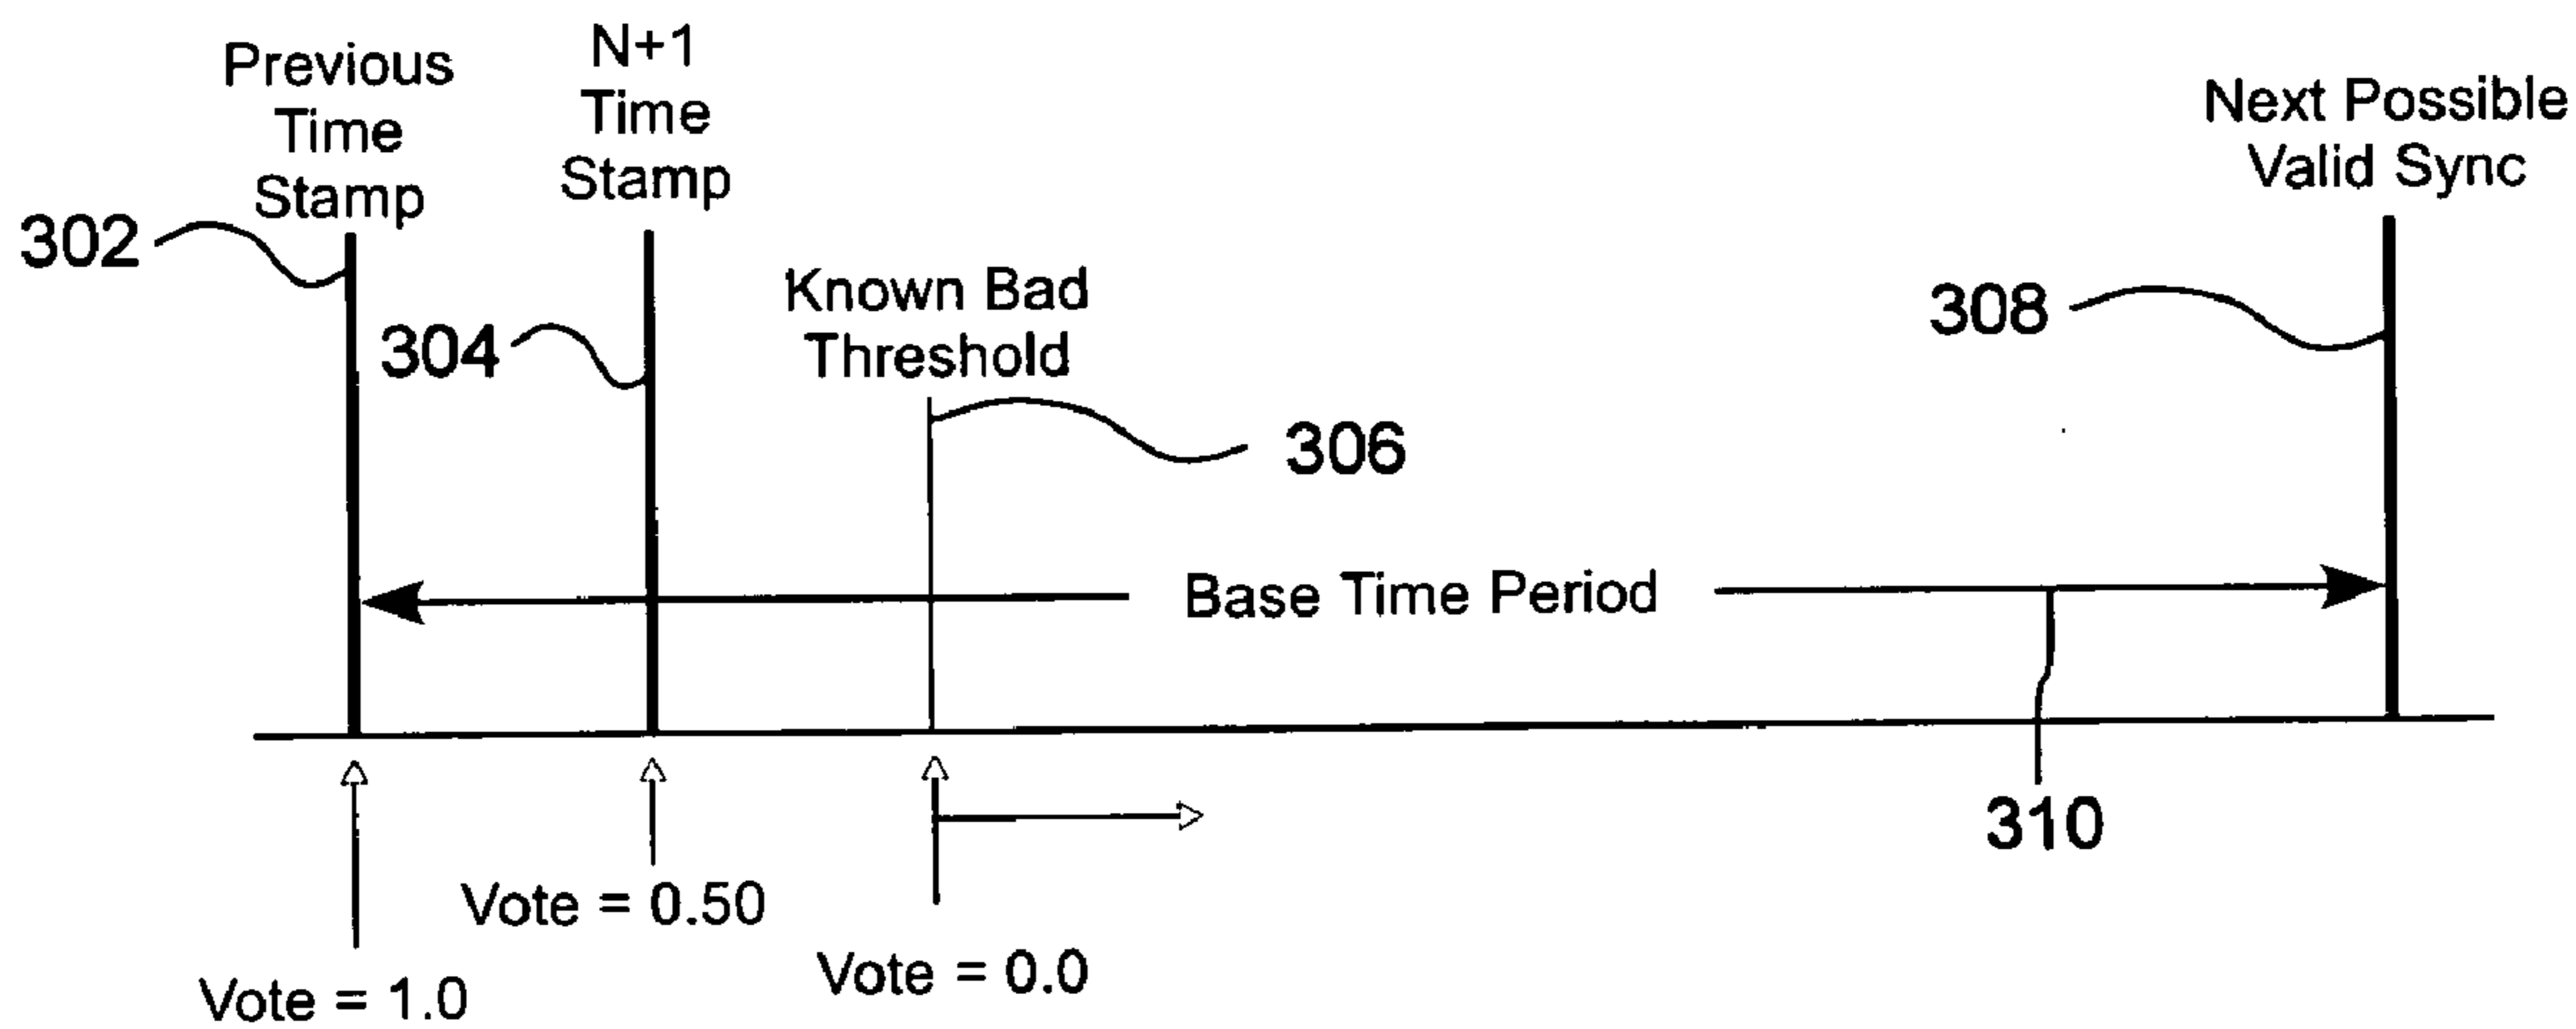 Previous
Time
Stamp
N+1
Time
Stamp
Next Possible
Valid Sync
302
304
Known Bad
Threshold
306
308
Base Time Period
310
Vote = 0.50
Vote = 0.0
Vote = 1.0